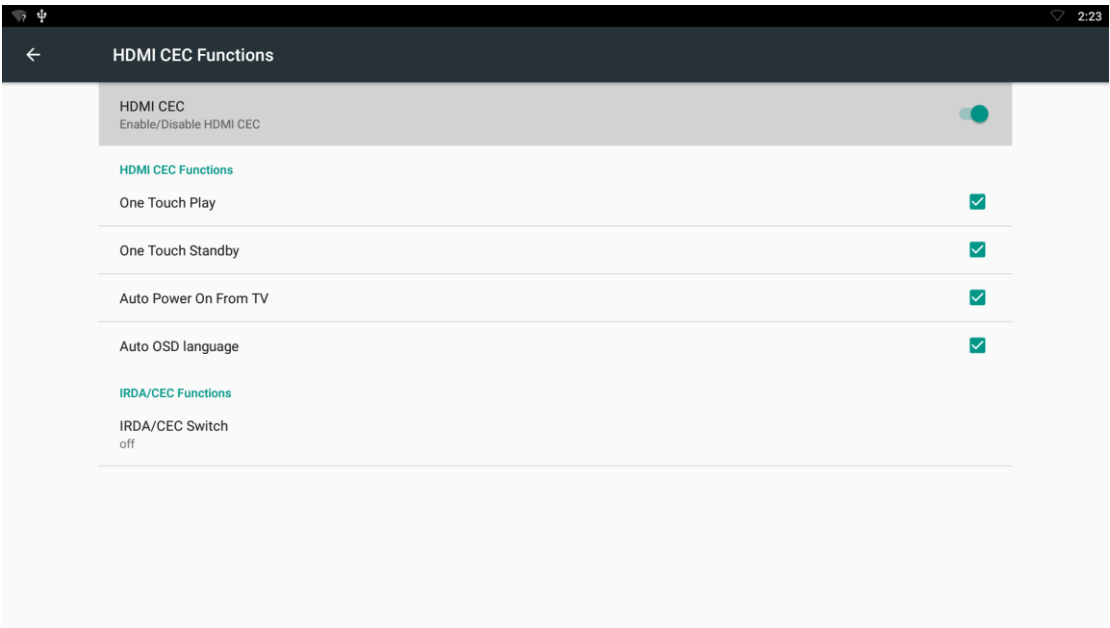 2:23
HDMI CEC Functions
HDMI CEC
Enable/Disable HDMI CEC
HDMI CEC Functions
One Touch Play
One Touch Standby
Auto Power On From TV
Auto OSD language
IRDA/CEC Functions
IRDA/CEC Switch
off